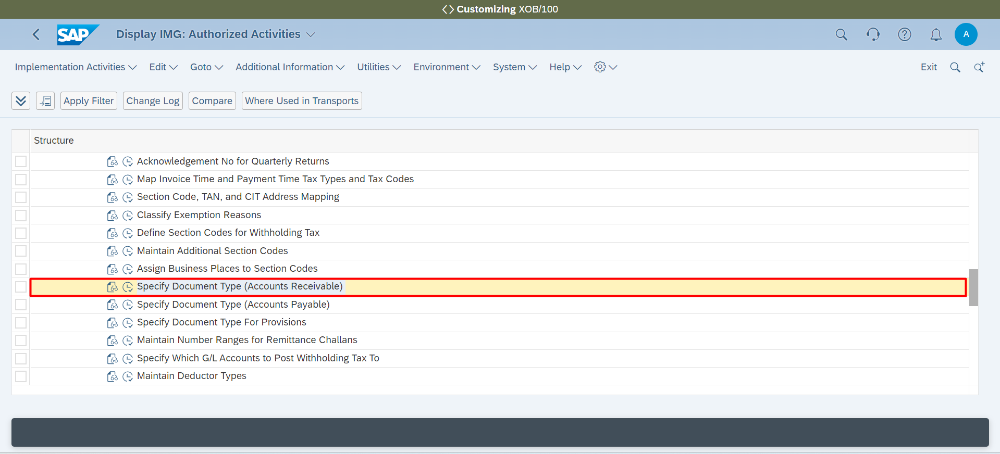 Customizing XOB/100
SAP Display IMG: Authorized Activities A
Implementation Activities Edit Goto Additional Information Utilities Environment System Help Exit
Apply Filter Change Log Compare Where Used in Transports
Structure
Acknowledgement No for Quarterly Returns
Map Invoice Time and Payment Time Tax Types and Tax Codes
Section Code, TAN, and CIT Address Mapping
Classify Exemption Reasons
Define Section Codes for Withholding Tax
Maintain Additional Section Codes
Assign Business Places to Section Codes
Specify Document Type (Accounts Receivable)
Specify Document Type (Accounts Payable)
Specify Document Type For Provisions
Maintain Number Ranges for Remittance Challans
Specify Which G/L Accounts to Post Withholding Tax To
Maintain Deductor Types